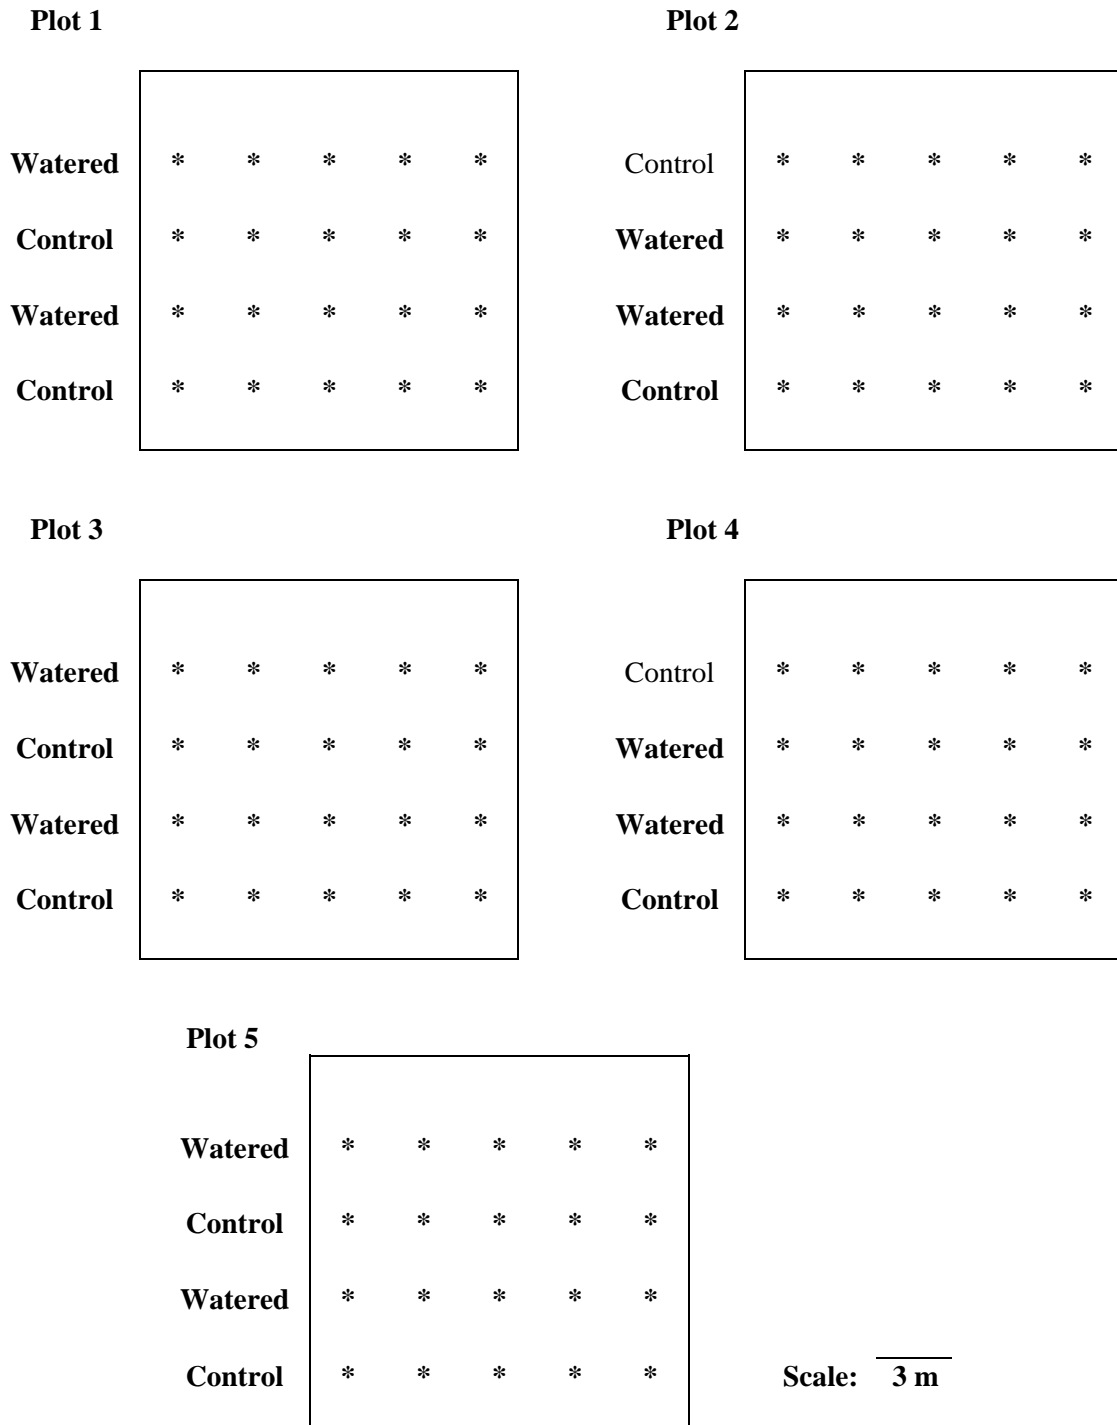 Plot 1 Plot 2
Watered * * * * * Control * * * * *
Control * * * * * Watered * * * * *
Watered * * * * * Watered * * * * *
Control * * * * * Control * * * * *
Plot 3 Plot 4
Watered * * * * * Control * * * * *
Control * * * * * Watered * * * * *
Watered * * * * * Watered * * * * *
Control * * * * * Control * * * * *
Plot 5
Watered * * * * *
Control * * * * *
Watered * * * * *
Control * * * * * Scale: 3 m